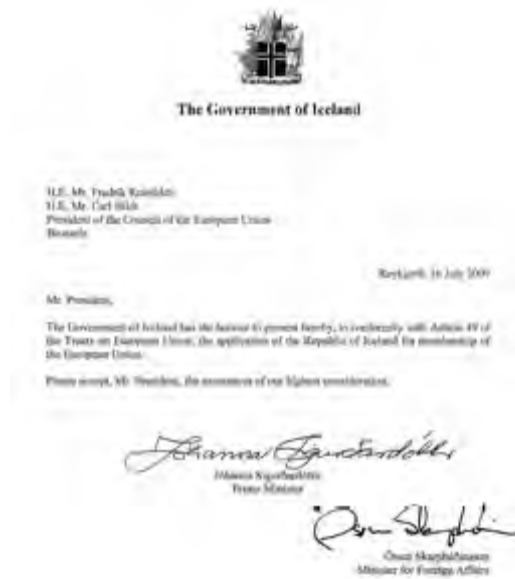 The Government of Iceland
H.E. Mr. Fredrik Reinfeldt
H.E. Mr. Carl Bildt
President of the Council of the European Union
Brussels
Reykjavík, 16 July 2009
Mr. President,
The Government of Iceland has the honour to present hereby, in conformity with Article 49 of
the Treaty on European Union, the application of the Republic of Iceland for membership of
the European Union.
Please accept, Mr. President, the assurances of our highest consideration.
Jóhanna Sigurðardóttir
Jóhanna Sigurðardóttir
Prime Minister
Össur Skarphéðinsson
Minister for Foreign Affairs